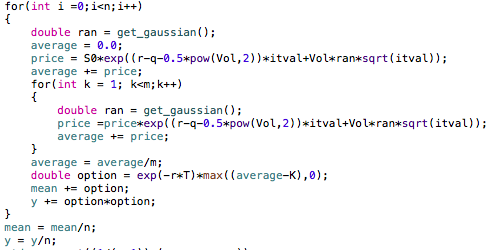 for(int i =0;i<n;i++)
{
double ran = get_gaussian();
average = 0.0;
price = S0*exp((r-q-0.5*pow(Vol,2))*itval+Vol*ran*sqrt(itval));
average += price;
for(int k = 1; k<m;k++)
{
double ran = get_gaussian();
price =price*exp((r-q-0.5*pow(Vol,2))*itval+Vol*ran*sqrt(itval));
average += price;
}
average = average/m;
double option = exp(-r*T)*max((average-K),0);
mean += option;
y += option*option;
}
mean = mean/n;
y = y/n;